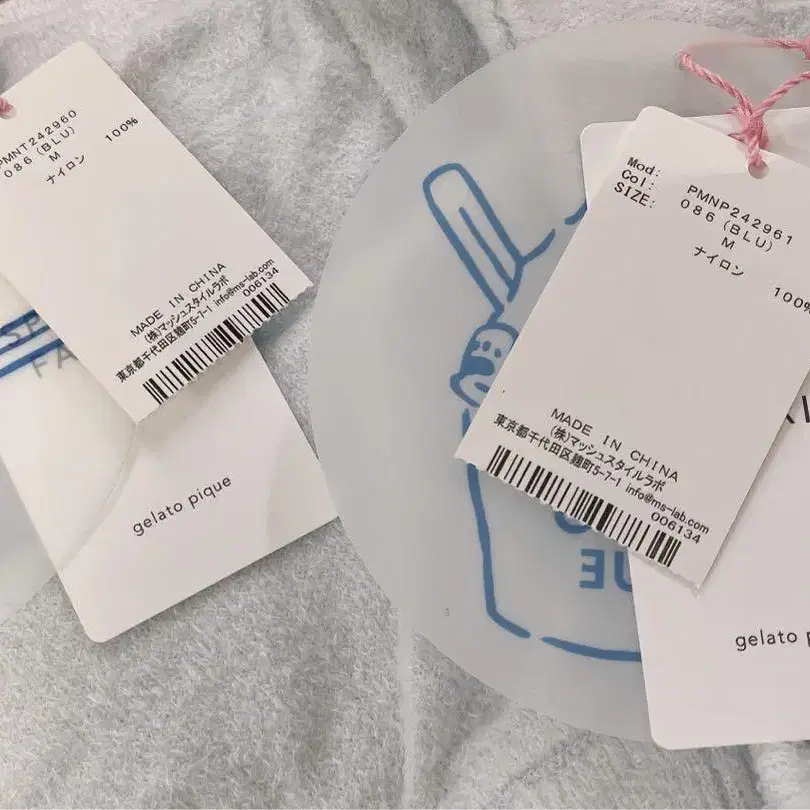 PMNT242960
086 (BLU)
M
ナイロン 100%
MADE IN CHINA
(株)マッシュスタイルラボ
東京都千代田区麹町5-7-1 info@ms-lab.com
006134
gelato pique
Mod: PMNP242961
Col: 086 (BLU)
SIZE: M
ナイロン 100%
MADE IN CHINA
(株)マッシュスタイルラボ
東京都千代田区麹町5-7-1 info@ms-lab.com
006134
gelato p